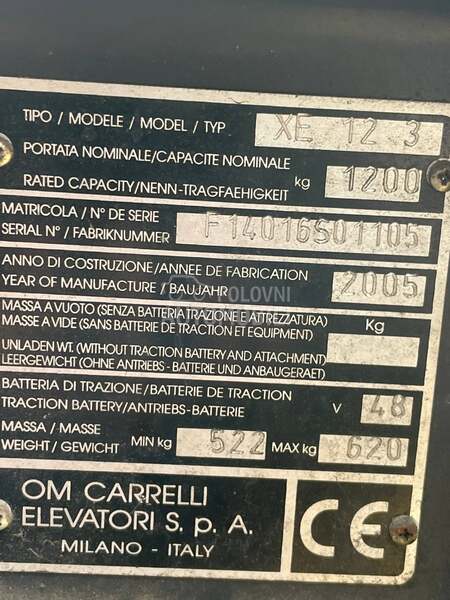 TIPO / MODELE / MODEL / TYP XE 12 3
PORTATA NOMINALE/CAPACITE NOMINALE
RATED CAPACITY/NENN-TRAGFAEHIGKEIT kg 1200
MATRICOLA / N° DE SERIE
SERIAL N° / FABRIKNUMMER F14016S01105
ANNO DI COSTRUZIONE/ANNEE DE FABRICATION
YEAR OF MANUFACTURE / BAUJAHR 2005
POLOVNI
MASSA A VUOTO (SENZA BATTERIA TRAZIONE E ATTREZZATURA) Kg
MASSE A VIDE (SANS BATTERIE DE TRACTION ET EQUIPMENT)
UNLADEN WT. (WITHOUT TRACTION BATTERY AND ATTACHMENT)
LEERGEWICHT (OHNE ANTRIEBS - BATTERIE UND ANBAUGERAET)
BATTERIA DI TRAZIONE/BATTERIE DE TRACTION
TRACTION BATTERY/ANTRIEBS-BATTERIE V 48
MASSA / MASSE
WEIGHT / GEWICHT MIN kg 522 MAX kg 620
OM CARRELLI
ELEVATORI S. p. A.
MILANO - ITALY
CE